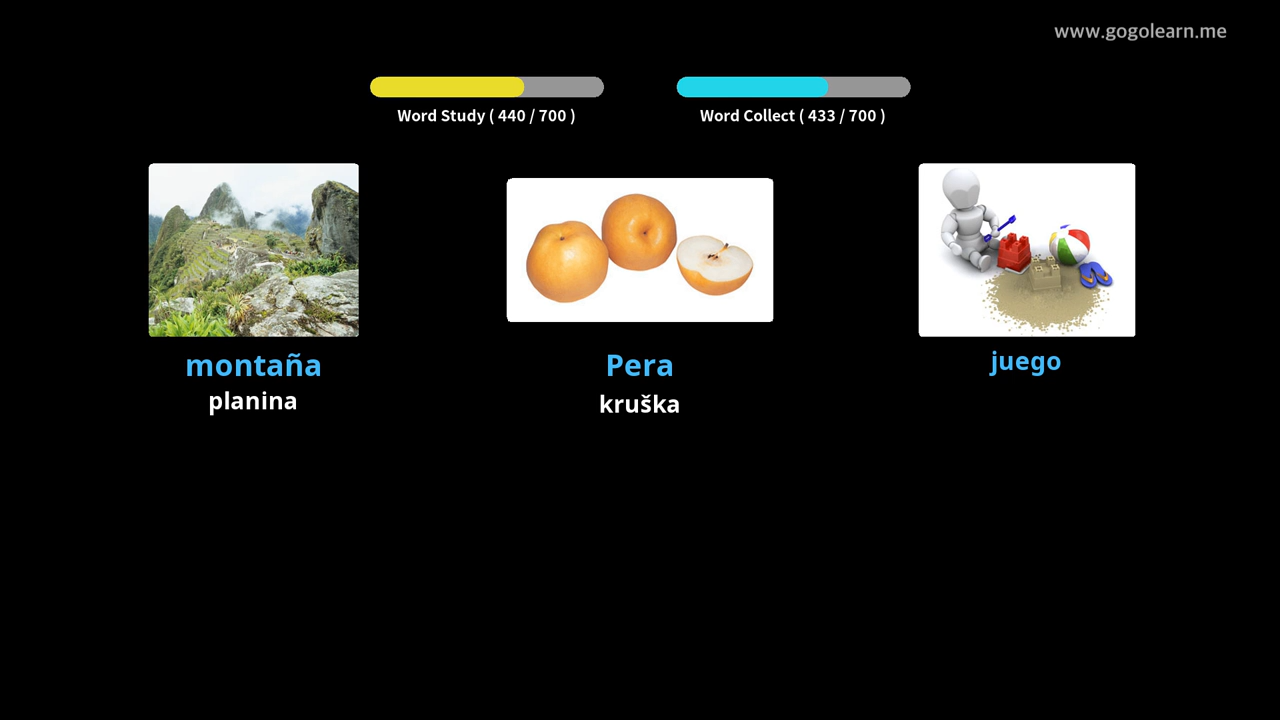 www.gogolearn.me
Word Study ( 440 / 700 )
Word Collect ( 433 / 700 )
montaña
planina
Pera
kruška
juego